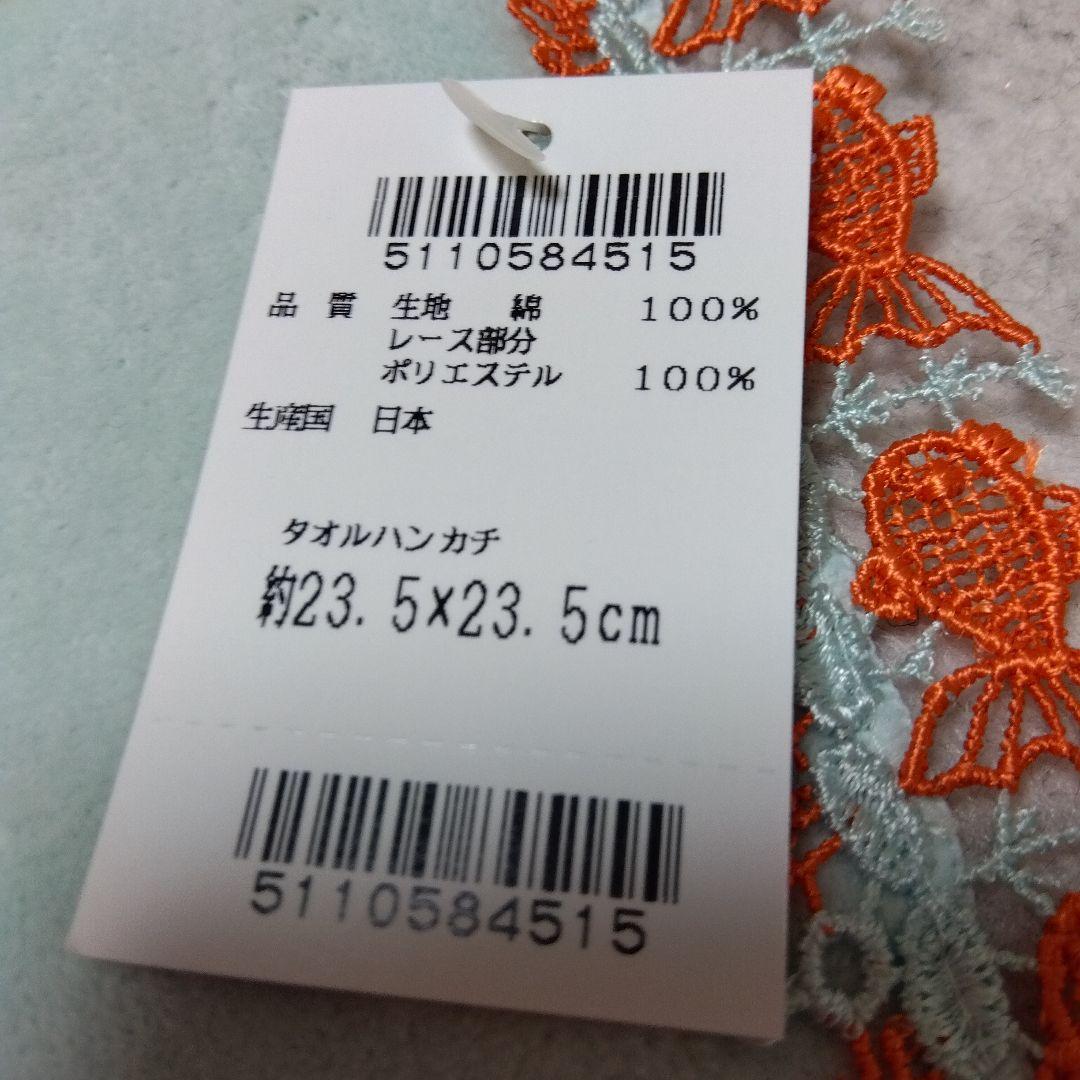 5110584515
品 質 生地 綿 100%
レース部分
ポリエステル 100%
生産国 日本
タオルハンカチ
約23.5×23.5cm
5110584515